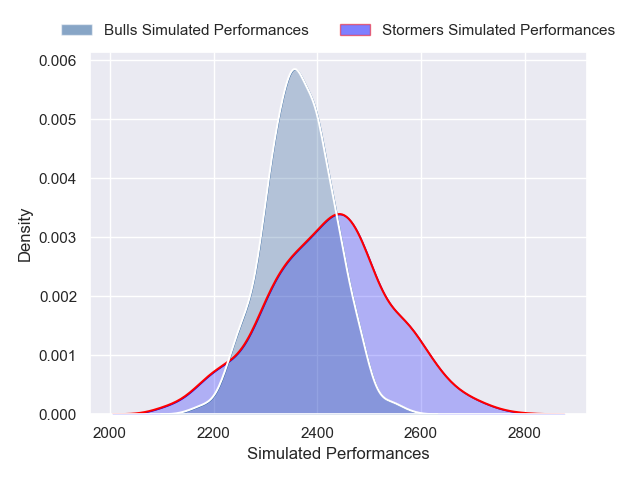 Bulls Simulated Performances Stormers Simulated Performances
0.006
0.005
0.004
0.003
0.002
0.001
0.000
Density
2000 2200 2400 2600 2800
Simulated Performances